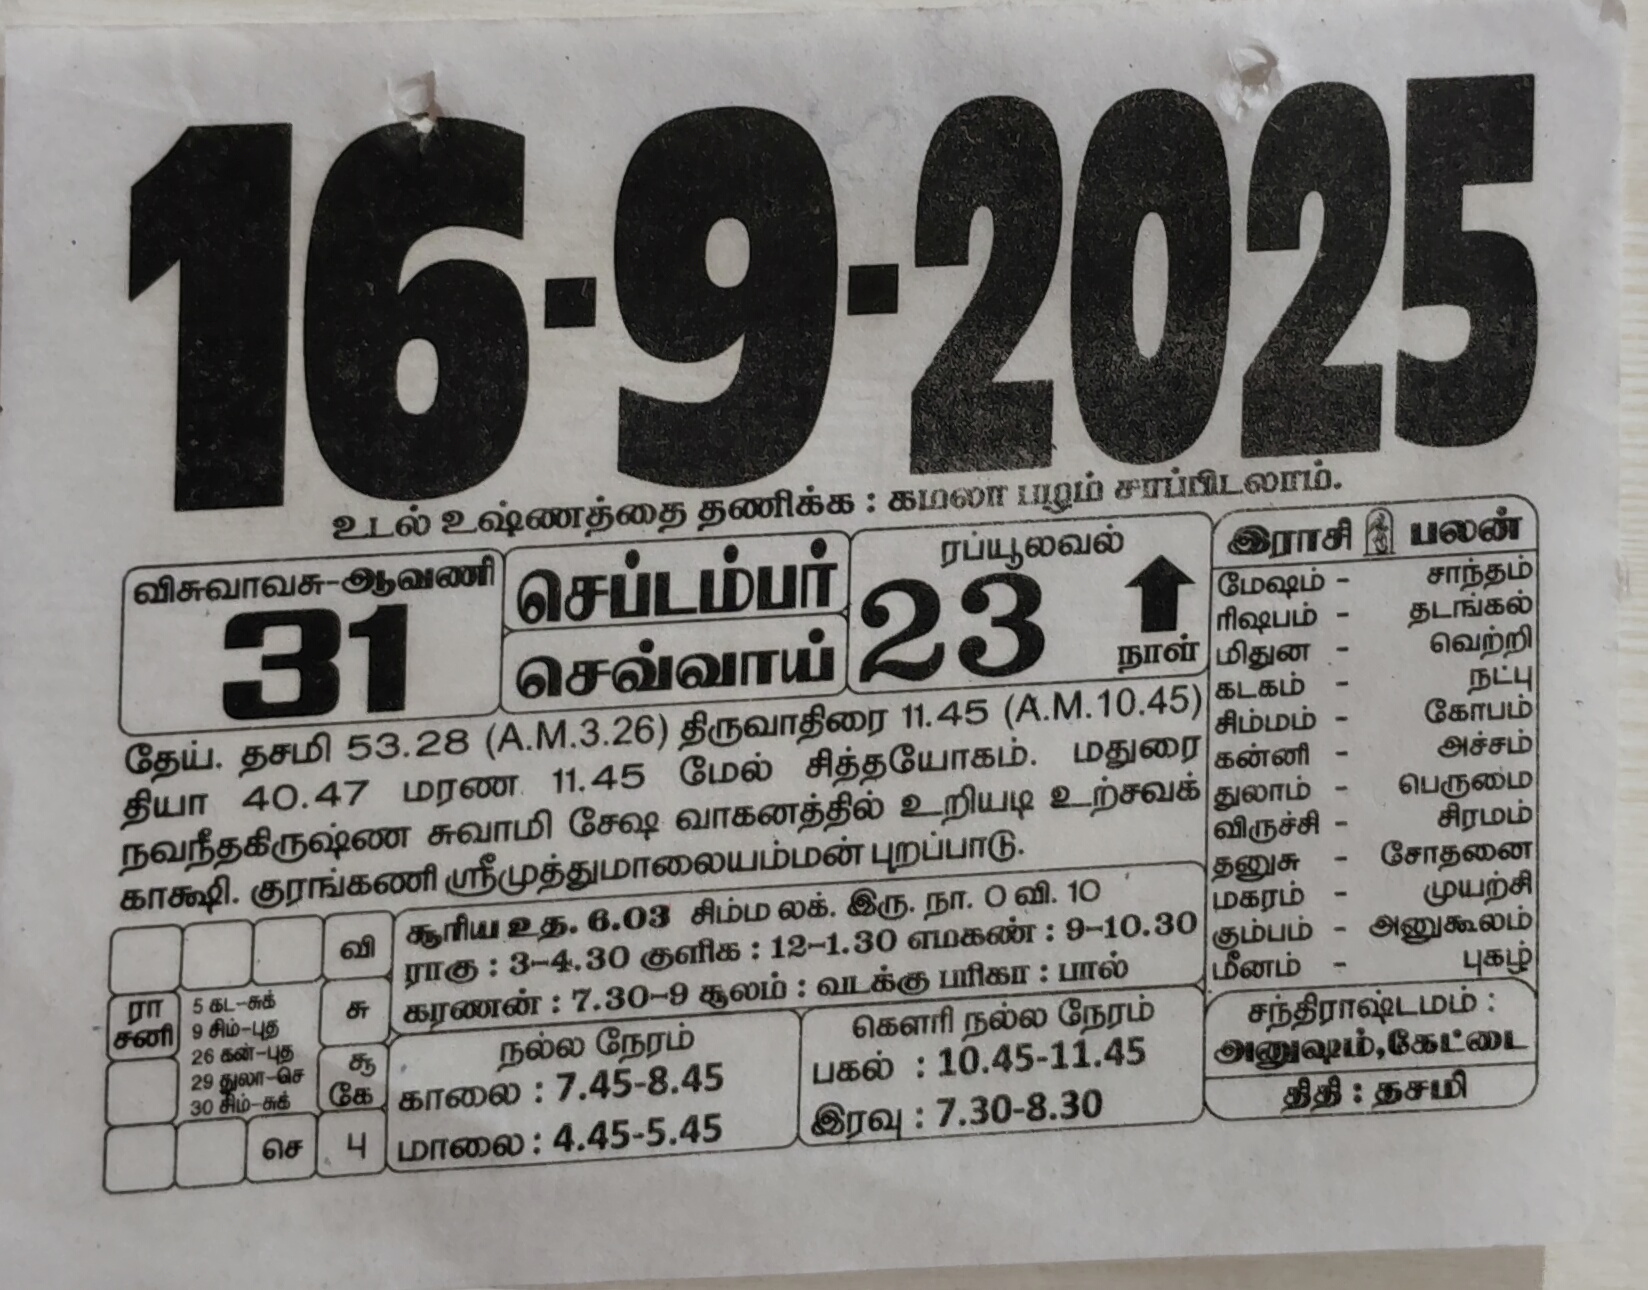 16-9-2025
உடல் உஷ்ணத்தை தணிக்க : கமலா பழம் சாப்பிடலாம்.
விசுவாவசு-ஆவணி
31
செப்டம்பர்
செவ்வாய்
ரப்யூலவல்
23
நாள்
தேய். தசமி 53.28 (A.M.3.26) திருவாதிரை 11.45 (A.M.10.45)
தியா 40.47 மரண 11.45 மேல் சித்தயோகம். மதுரை
நவநீதகிருஷ்ண சுவாமி சேஷ வாகனத்தில் உறியடி உற்சவக்
காக்ஷி. குரங்கணி ஸ்ரீமுத்துமாலையம்மன் புறப்பாடு.
இராசி பலன்
மேஷம் - சாந்தம்
ரிஷபம் - தடங்கல்
மிதுன - வெற்றி
கடகம் - நட்பு
சிம்மம் - கோபம்
கன்னி - அச்சம்
துலாம் - பெருமை
விருச்சி - சிரமம்
தனுசு - சோதனை
மகரம் - முயற்சி
கும்பம் - அனுகூலம்
மீனம் - புகழ்
சந்திராஷ்டமம் :
அனுஷம்,கேட்டை
திதி : தசமி
சூரிய உத. 6.03 சிம்ம லக். இரு. நா. 0 வி. 10
ராகு : 3-4.30 குளிக : 12-1.30 எமகண் : 9-10.30
கரணன் : 7.30-9 சூலம் : வடக்கு பரிகா : பால்
நல்ல நேரம்
காலை : 7.45-8.45
மாலை : 4.45-5.45
கௌரி நல்ல நேரம்
பகல் : 10.45-11.45
இரவு : 7.30-8.30
வி
ரா
சனி
5 கட-சுக்
9 சிம்-புத
26 கன்-புத
29 துலா-செ
30 சிம்-சுக்
சு
சூ
கே
செ
பு